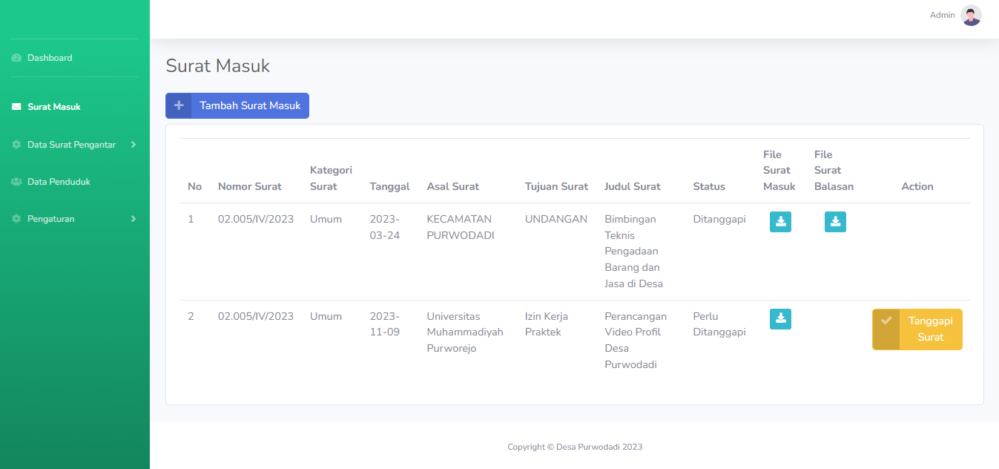 Admin
Dashboard
Surat Masuk
Data Surat Pengantar
Data Penduduk
Pengaturan
Surat Masuk
Tambah Surat Masuk
No
Nomor Surat
Kategori
Surat
Tanggal
Asal Surat
Tujuan Surat
Judul Surat
Status
File
Surat
Masuk
File
Surat
Balasan
Action
1
02.005/IV/2023
Umum
2023-
03-24
KECAMATAN
PURWODADI
UNDANGAN
Bimbingan
Teknis
Pengadaan
Barang dan
Jasa di Desa
Ditanggapi
2
02.005/IV/2023
Umum
2023-
11-09
Universitas
Muhammadiyah
Purworejo
Izin Kerja
Praktek
Perancangan
Video Profil
Desa
Purwodadi
Perlu
Ditanggapi
Tanggapi
Surat
Copyright © Desa Purwodadi 2023